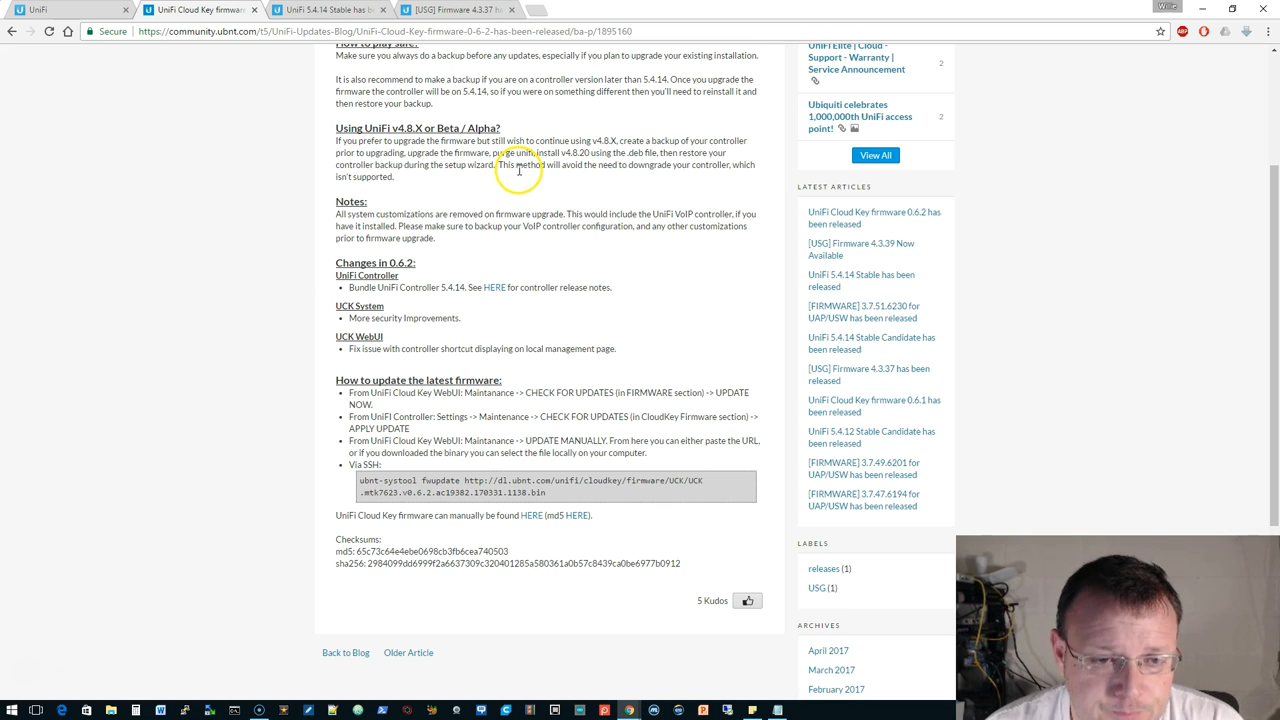 UniFi
UniFi Cloud Key firmwar
UniFi 5.4.14 Stable has b
[USG] Firmware 4.3.37 h
Willie
Secure
https://community.ubnt.com/t5/UniFi-Updates-Blog/UniFi-Cloud-Key-firmware-0-6-2-has-been-released/ba-p/1895160
How to play safe?
Make sure you always do a backup before any updates, especially if you plan to upgrade your existing installation.
It is also recommend to make a backup if you are on a controller version later than 5.4.14. Once you upgrade the
firmware the controller will be on 5.4.14, so if you were on something different then you'll need to reinstall it and
then restore your backup.
Using UniFi v4.8.X or Beta / Alpha?
If you prefer to upgrade the firmware but still wish to continue using v4.8.X, create a backup of your controller
prior to upgrading, upgrade the firmware, purge unifi, install v4.8.20 using the .deb file, then restore your
controller backup during the setup wizard. This method will avoid the need to downgrade your controller, which
isn't supported.
Notes:
All system customizations are removed on firmware upgrade. This would include the UniFi VoIP controller, if you
have it installed. Please make sure to backup your VoIP controller configuration, and any other customizations
prior to firmware upgrade.
Changes in 0.6.2:
UniFi Controller
Bundle UniFi Controller 5.4.14. See HERE for controller release notes.
UCK System
More security Improvements.
UCK WebUI
Fix issue with controller shortcut displaying on local management page.
How to update the latest firmware:
From UniFi Cloud Key WebUI: Maintanance -> CHECK FOR UPDATES (in FIRMWARE section) -> UPDATE
NOW.
From UniFI Controller: Settings -> Maintenance -> CHECK FOR UPDATES (in CloudKey Firmware section) ->
APPLY UPDATE
From UniFi Cloud Key WebUI: Maintanance -> UPDATE MANUALLY. From here you can either paste the URL,
or if you downloaded the binary you can select the file locally on your computer.
Via SSH:
ubnt-systool fwupdate http://dl.ubnt.com/unifi/cloudkey/firmware/UCK/UCK
.mtk7623.v0.6.2.ac19382.170331.1138.bin
UniFi Cloud Key firmware can manually be found HERE (md5 HERE).
Checksums:
md5: 65c73c64e4ebe0698cb3fb6cea740503
sha256: 2984099dd6999f2a6637309c320401285a580361a0b57c8439ca0be6977b0912
5 Kudos
Back to Blog
Older Article
UniFi Elite | Cloud -
Support - Warranty |
Service Announcement
2
Ubiquiti celebrates
1,000,000th UniFi access
point!
2
View All
LATEST ARTICLES
UniFi Cloud Key firmware 0.6.2 has
been released
[USG] Firmware 4.3.39 Now
Available
UniFi 5.4.14 Stable has been
released
[FIRMWARE] 3.7.51.6230 for
UAP/USW has been released
UniFi 5.4.14 Stable Candidate has
been released
[USG] Firmware 4.3.37 has been
released
UniFi Cloud Key firmware 0.6.1 has
been released
UniFi 5.4.12 Stable Candidate has
been released
[FIRMWARE] 3.7.49.6201 for
UAP/USW has been released
[FIRMWARE] 3.7.47.6194 for
UAP/USW has been released
LABELS
releases (1)
USG (1)
ARCHIVES
April 2017
March 2017
February 2017